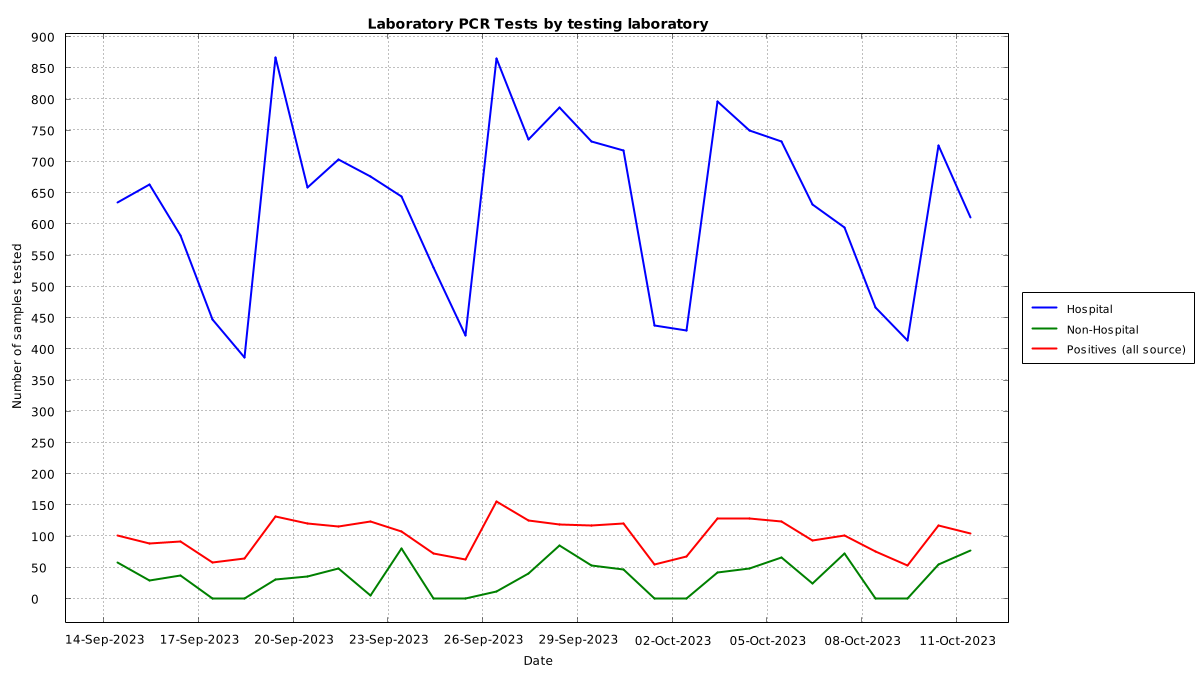 Laboratory PCR Tests by testing laboratory
900
850
800
750
700
650
600
550
500
450
400
350
300
250
200
150
100
50
0
Number of samples tested
14-Sep-2023 17-Sep-2023 20-Sep-2023 23-Sep-2023 26-Sep-2023 29-Sep-2023 02-Oct-2023 05-Oct-2023 08-Oct-2023 11-Oct-2023
Date
Hospital
Non-Hospital
Positives (all source)